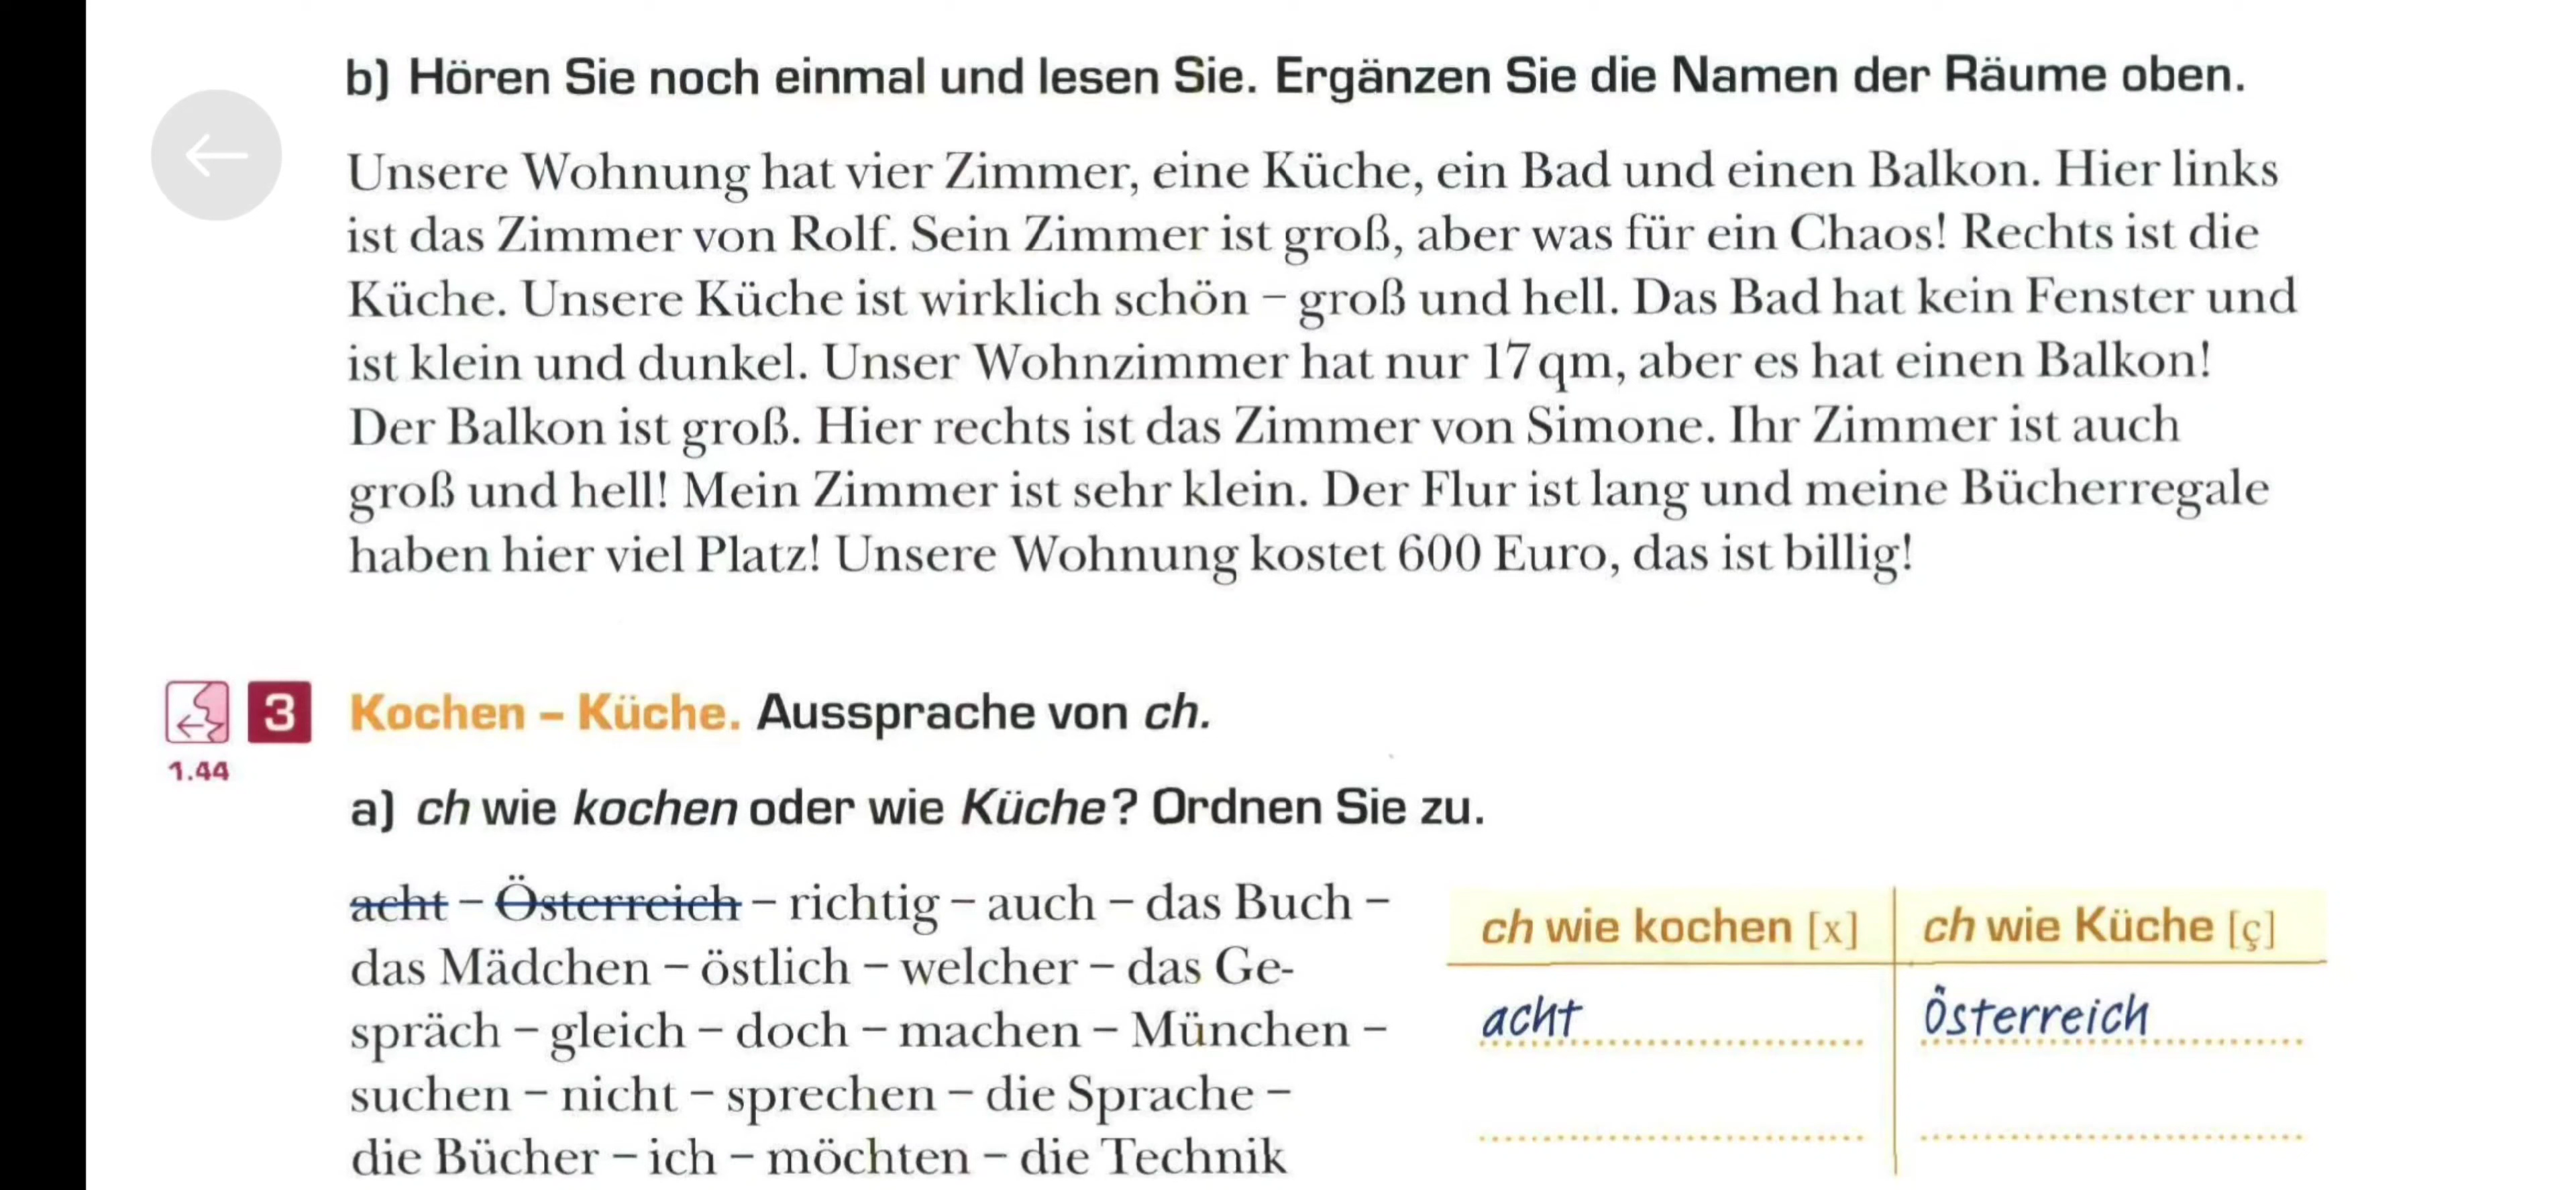 b) Hören Sie noch einmal und lesen Sie. Ergänzen Sie die Namen der Räume oben.
Unsere Wohnung hat vier Zimmer, eine Küche, ein Bad und einen Balkon. Hier links
ist das Zimmer von Rolf. Sein Zimmer ist groß, aber was für ein Chaos! Rechts ist die
Küche. Unsere Küche ist wirklich schön – groß und hell. Das Bad hat kein Fenster und
ist klein und dunkel. Unser Wohnzimmer hat nur 17 qm, aber es hat einen Balkon!
Der Balkon ist groß. Hier rechts ist das Zimmer von Simone. Ihr Zimmer ist auch
groß und hell! Mein Zimmer ist sehr klein. Der Flur ist lang und meine Bücherregale
haben hier viel Platz! Unsere Wohnung kostet 600 Euro, das ist billig!
3 Kochen – Küche. Aussprache von ch.
1.44
a) ch wie kochen oder wie Küche? Ordnen Sie zu.
acht – Österreich – richtig – auch – das Buch –
das Mädchen – östlich – welcher – das Ge-
spräch – gleich – doch – machen – München –
suchen – nicht – sprechen – die Sprache –
die Bücher – ich – möchten – die Technik
ch wie kochen [x] ch wie Küche [ç]
acht Österreich